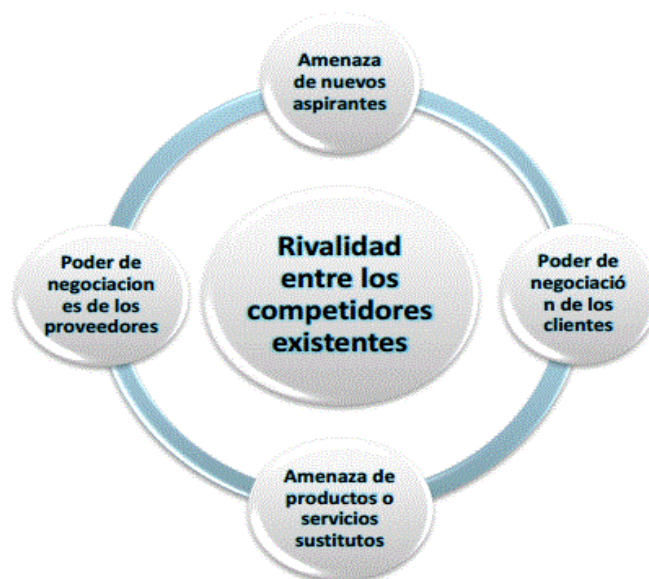 Amenaza
de nuevos
aspirantes
Rivalidad
entre los
competidores
existentes
Poder de
negociacion
es de los
proveedores
Poder de
negociació
n de los
clientes
Amenaza de
productos o
servicios
sustitutos